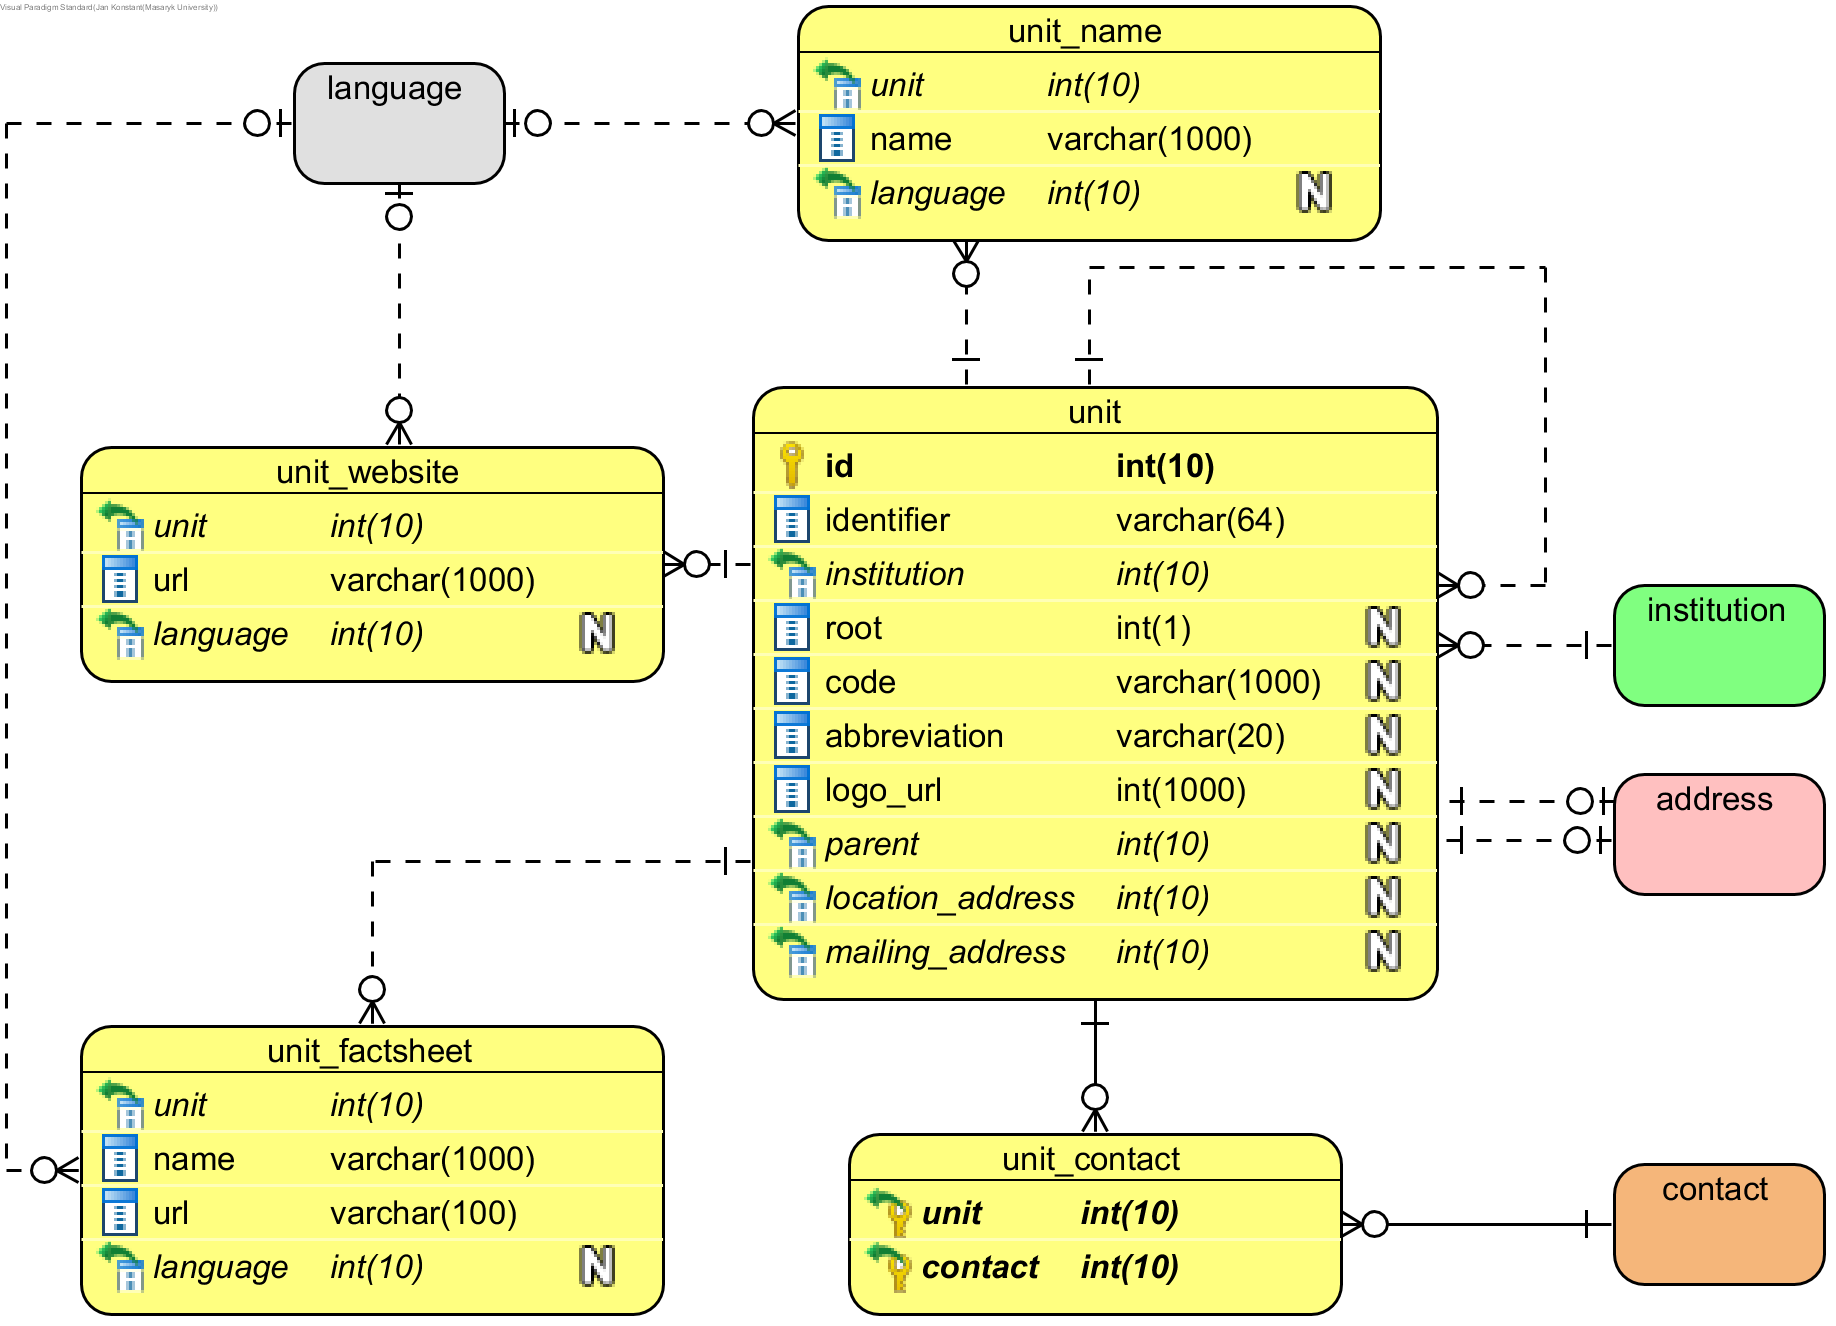 Visual Paradigm Standard(Jan Konstant(Masaryk University))
language
unit_name
unit int(10)
name varchar(1000)
language int(10) N
unit_website
unit int(10)
url varchar(1000)
language int(10) N
unit
id int(10)
identifier varchar(64)
institution int(10)
root int(1) N
code varchar(1000) N
abbreviation varchar(20) N
logo_url int(1000) N
parent int(10) N
location_address int(10) N
mailing_address int(10) N
institution
address
unit_factsheet
unit int(10)
name varchar(1000)
url varchar(100)
language int(10) N
unit_contact
unit int(10)
contact int(10)
contact